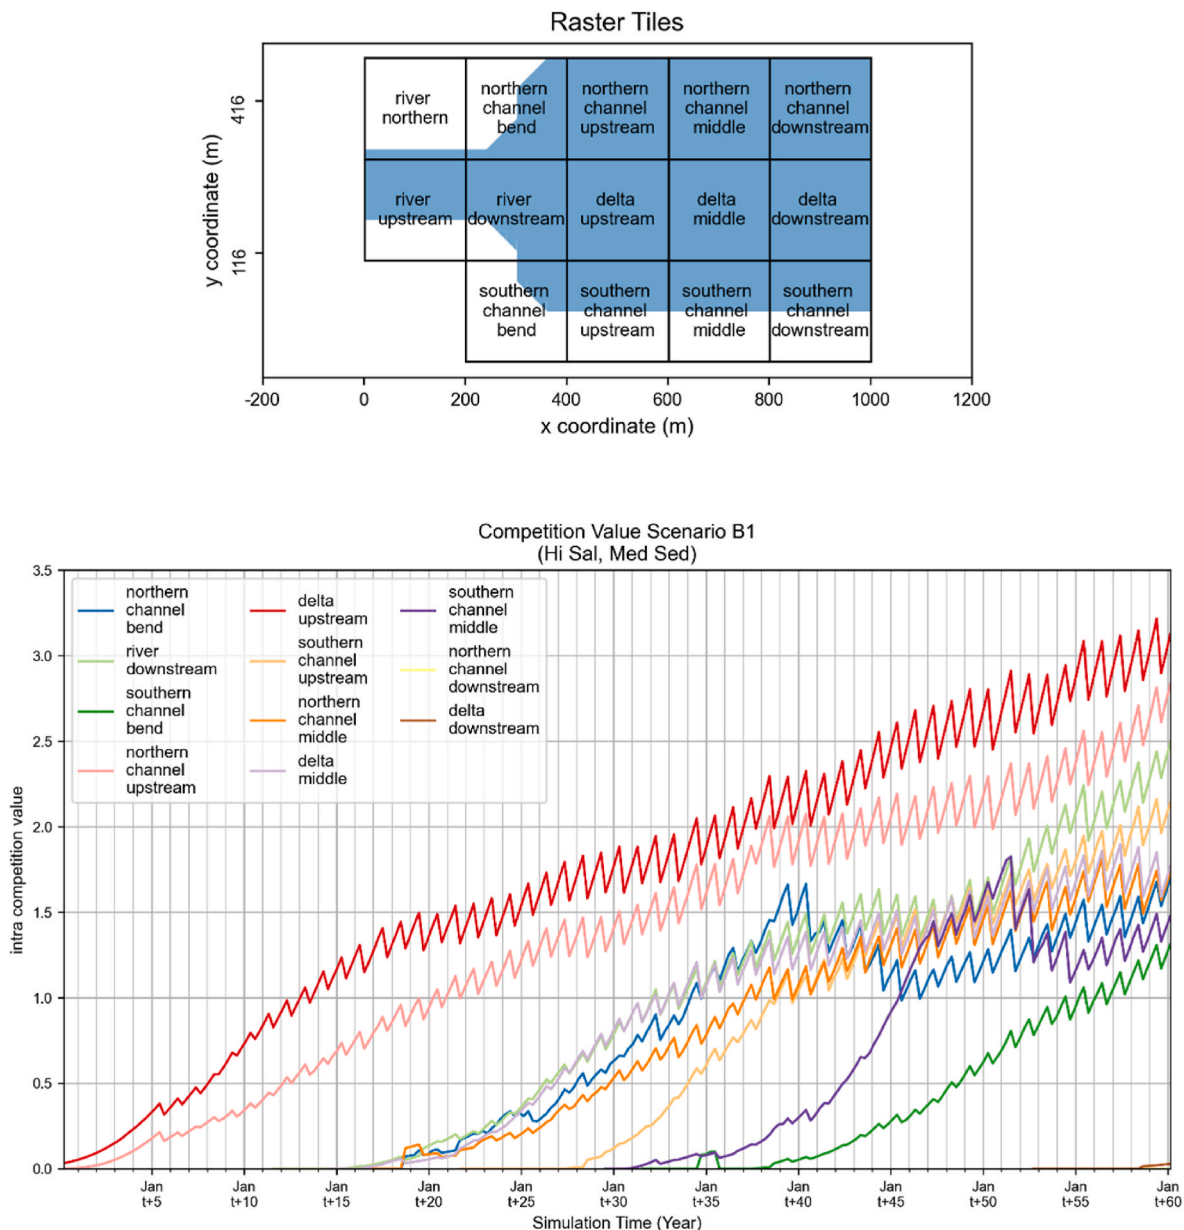 Raster Tiles
y coordinate (m)
416
116
river
northern
northern
channel
bend
northern
channel
upstream
northern
channel
middle
northern
channel
downstream
river
upstream
river
downstream
delta
upstream
delta
middle
delta
downstream
southern
channel
bend
southern
channel
upstream
southern
channel
middle
southern
channel
downstream
-200 0 200 400 600 800 1000 1200
x coordinate (m)
Competition Value Scenario B1
(Hi Sal, Med Sed)
intra competition value
3.5
3.0
2.5
2.0
1.5
1.0
0.5
0.0
northern
channel
bend
river
downstream
southern
channel
bend
northern
channel
upstream
delta
upstream
southern
channel
upstream
northern
channel
middle
delta
middle
southern
channel
middle
northern
channel
downstream
delta
downstream
Jan Jan Jan Jan Jan Jan Jan Jan Jan Jan Jan Jan
t+5 t+10 t+15 t+20 t+25 t+30 t+35 t+40 t+45 t+50 t+55 t+60
Simulation Time (Year)